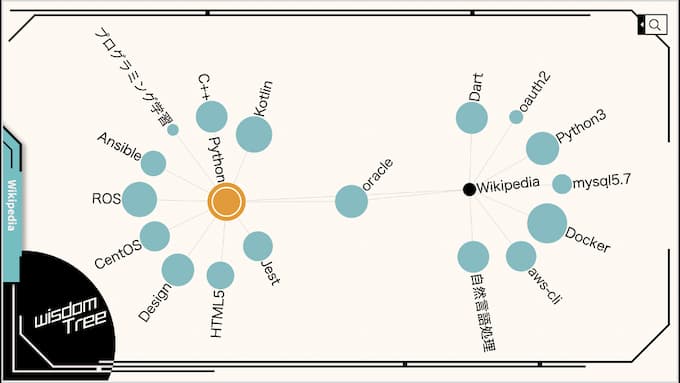 プログラミング学習
C++
Kotlin
Ansible
Python
ROS
CentOS
Design
HTML5
Jest
oracle
Dart
oauth2
Python3
Wikipedia
mysql5.7
Docker
aws-cli
自然言語処理
Wikipedia
wisdom
Tree